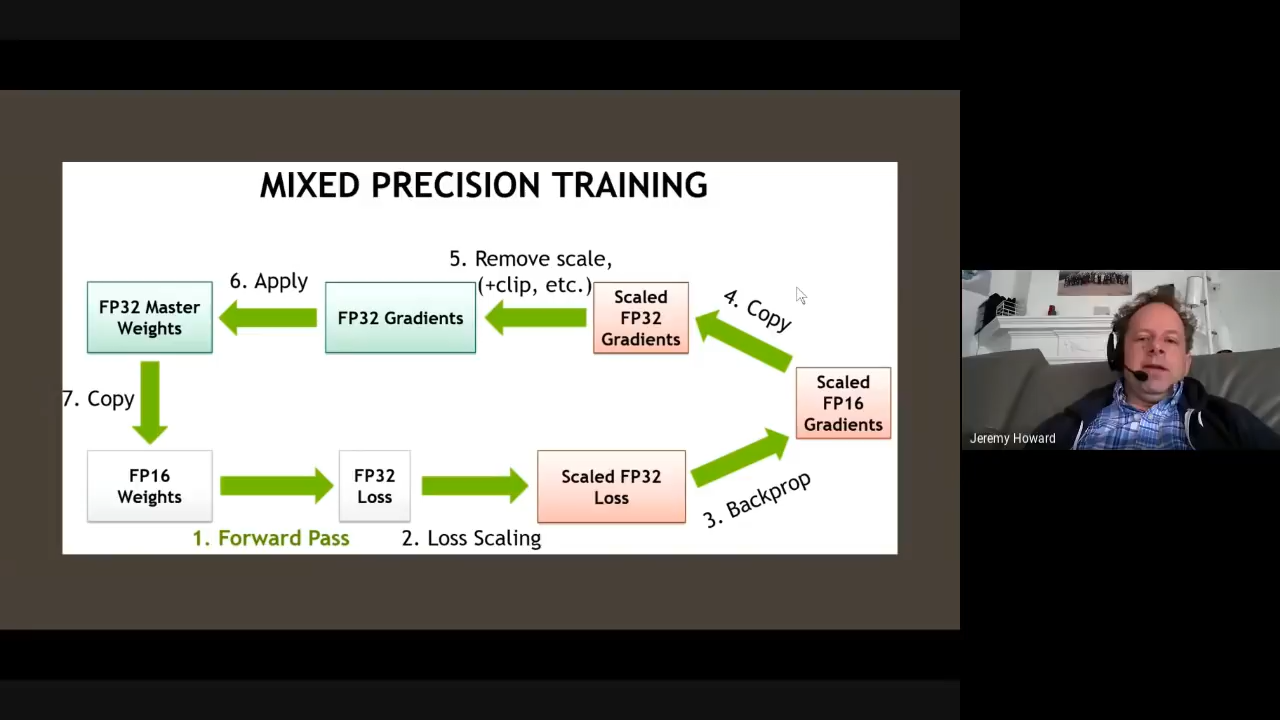 MIXED PRECISION TRAINING
5. Remove scale,
(+clip, etc.)
6. Apply
4. Copy
FP32 Master
Weights
FP32 Gradients
Scaled
FP32
Gradients
Scaled
FP16
Gradients
7. Copy
FP16
Weights
FP32
Loss
Scaled FP32
Loss
3. Backprop
1. Forward Pass
2. Loss Scaling
Jeremy Howard